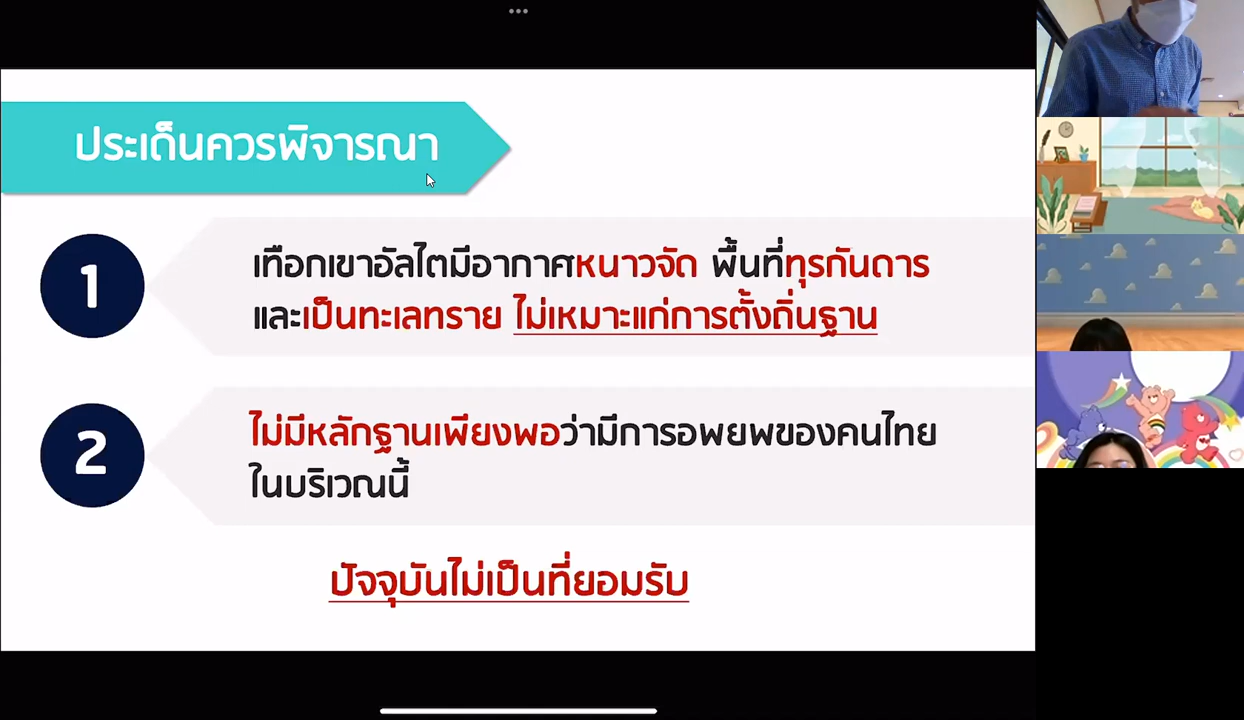 ประเด็นควรพิจารณา
1
เทือกเขาอัลไตมีอากาศหนาวจัด พื้นที่ทุรกันดาร
และเป็นทะเลทราย ไม่เหมาะแก่การตั้งถิ่นฐาน
2
ไม่มีหลักฐานเพียงพอว่ามีการอพยพของคนไทย
ในบริเวณนี้
ปัจจุบันไม่เป็นที่ยอมรับ